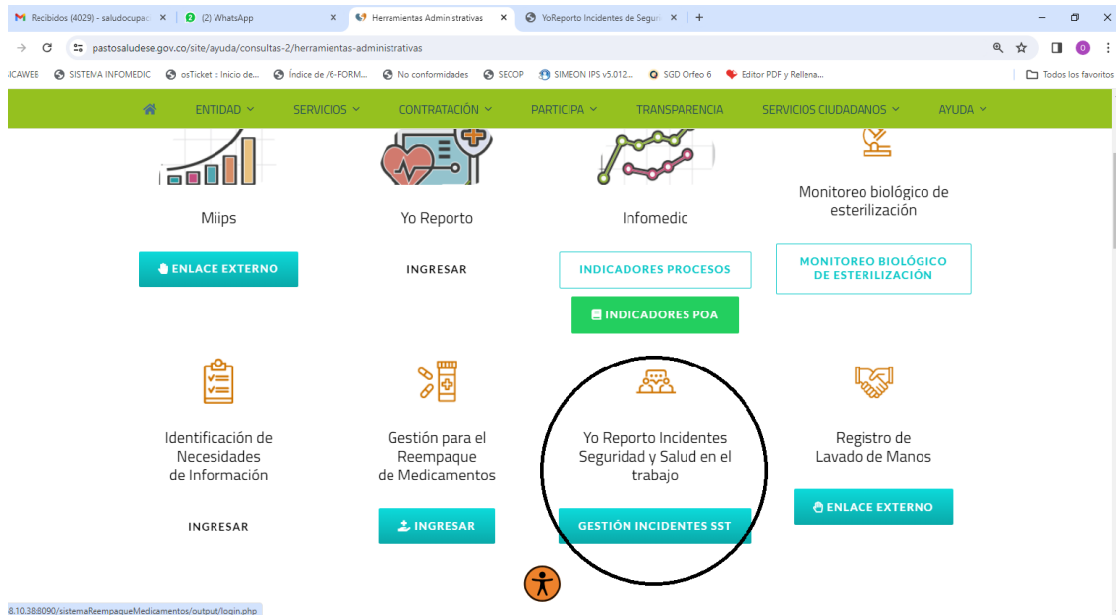 Recibidos (4029) - saludocupac
(2) WhatsApp
Herramientas Administrativas
YoReporto Incidentes de Seguri
pastosaludese.gov.co/site/ayuda/consultas-2/herramientas-administrativas
SISTEMA INFOMEDIC
osTicket : Inicio de...
Índice de /E-FORM...
No conformidades
SECOP
SIMEON IPS v5.012...
SGD Orfeo 6
Editor PDF y Rellena...
Todos los favoritos
ENTIDAD
SERVICIOS
CONTRATACIÓN
PARTICIPA
TRANSPARENCIA
SERVICIOS CIUDADANOS
AYUDA
Miips
ENLACE EXTERNO
Yo Reporto
INGRESAR
Infomedic
INDICADORES PROCESOS
INDICADORES POA
Monitoreo biológico de
esterilización
MONITOREO BIOLÓGICO
DE ESTERILIZACIÓN
Identificación de
Necesidades
de Información
INGRESAR
Gestión para el
Reempaque
de Medicamentos
INGRESAR
Yo Reporto Incidentes
Seguridad y Salud en el
trabajo
GESTIÓN INCIDENTES SST
Registro de
Lavado de Manos
ENLACE EXTERNO
8.10.38:8090/sistemaReempaqueMedicamentos/output/login.php